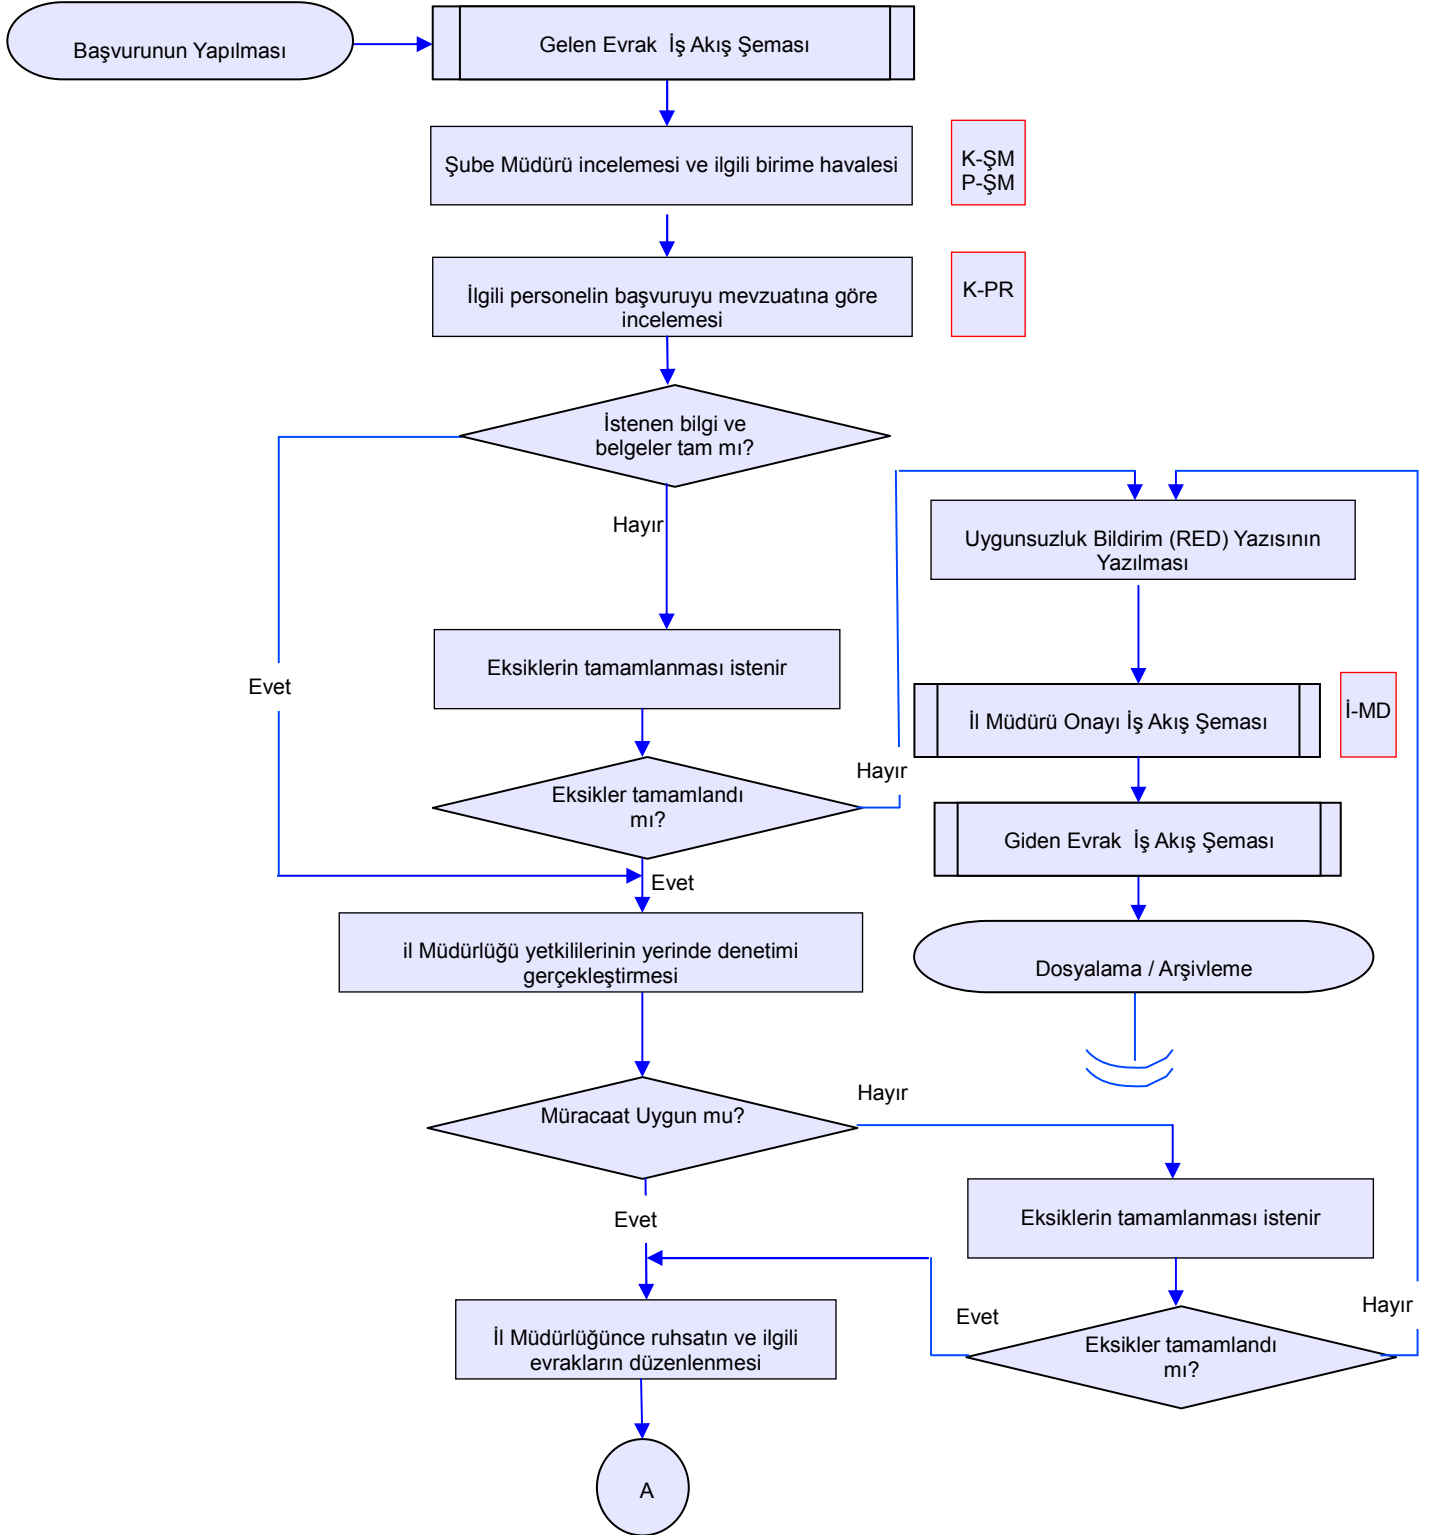 Başvurunun Yapılması
Gelen Evrak İş Akış Şeması
Şube Müdürü incelemesi ve ilgili birime havalesi
K-ŞM
P-ŞM
İlgili personelin başvuruyu mevzuatına göre
incelemesi
K-PR
İstenen bilgi ve
belgeler tam mı?
Hayır
Uygunsuzluk Bildirim (RED) Yazısının
Yazılması
Eksiklerin tamamlanması istenir
Evet
İl Müdürü Onayı İş Akış Şeması
İ-MD
Hayır
Eksikler tamamlandı
mı?
Giden Evrak İş Akış Şeması
Evet
il Müdürlüğü yetkililerinin yerinde denetimi
gerçekleştirmesi
Dosyalama / Arşivleme
Müracaat Uygun mu?
Hayır
Evet
Eksiklerin tamamlanması istenir
Evet
Hayır
İl Müdürlüğünce ruhsatın ve ilgili
evrakların düzenlenmesi
Eksikler tamamlandı
mı?
A